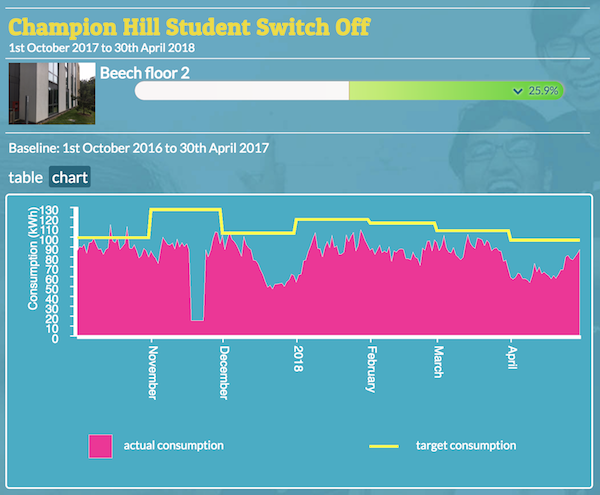 Champion Hill Student Switch Off
1st October 2017 to 30th April 2018
Beech floor 2
25.9%
Baseline: 1st October 2016 to 30th April 2017
table chart
Consumption (kWh)
130
120
110
100
90
80
70
60
50
40
30
20
10
0
November
December
2018
February
March
April
actual consumption
target consumption